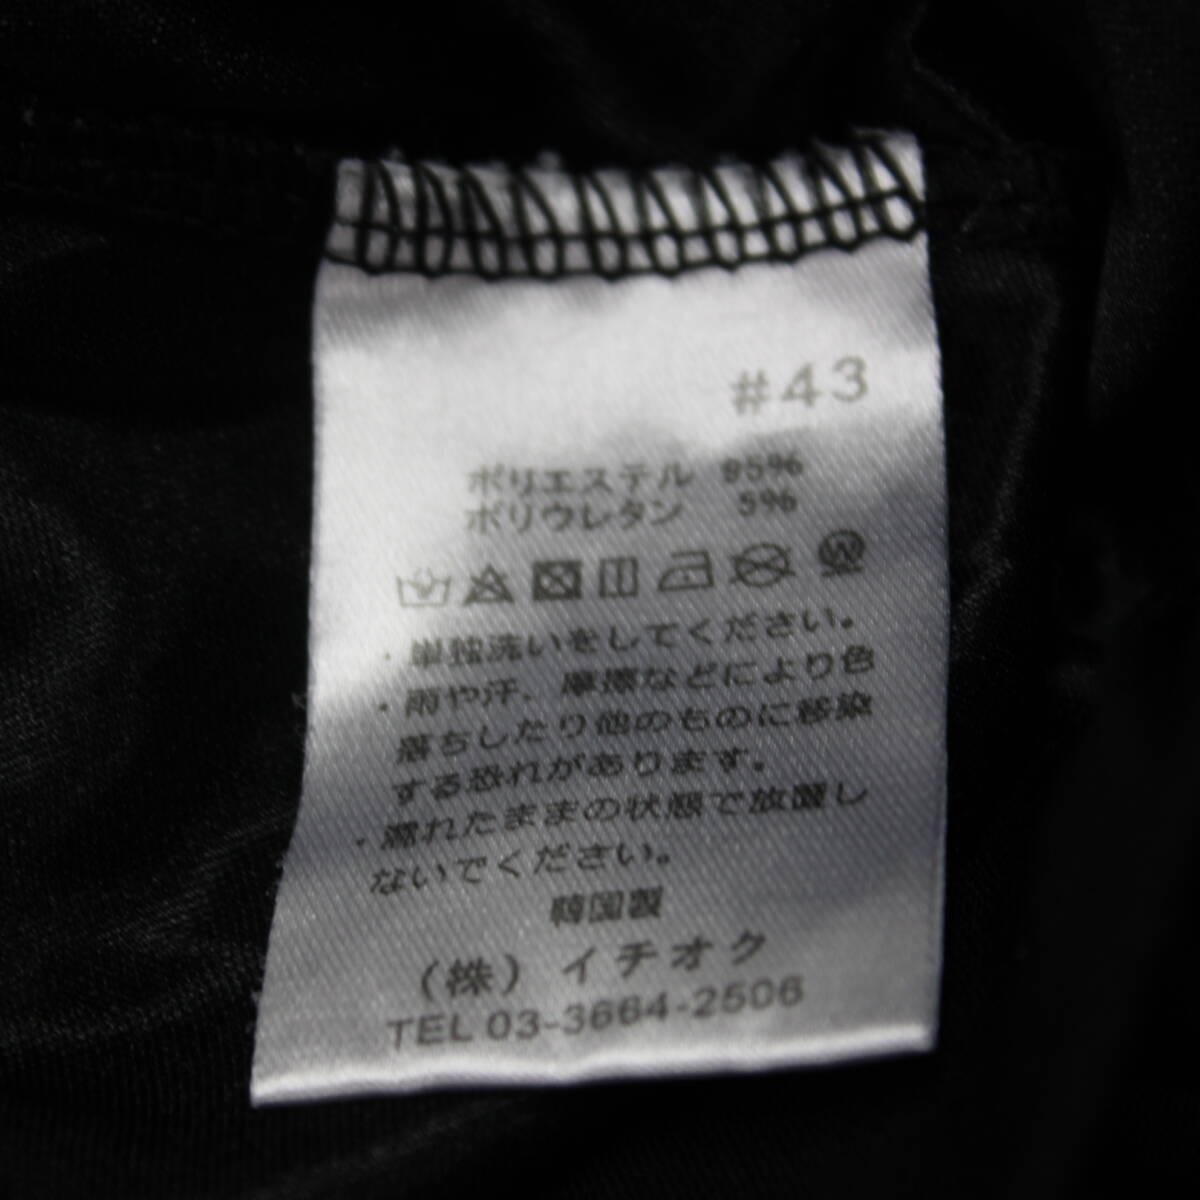 #43
ポリエステル 95%
ポリウレタン 5%
・単独洗いをしてください。
・雨や汗、摩擦などにより色
落ちしたり他のものに移染
する恐れがあります。
・濡れたままの状態で放置し
ないでください。
韓国製
(株)イチオク
TEL 03-3664-2506